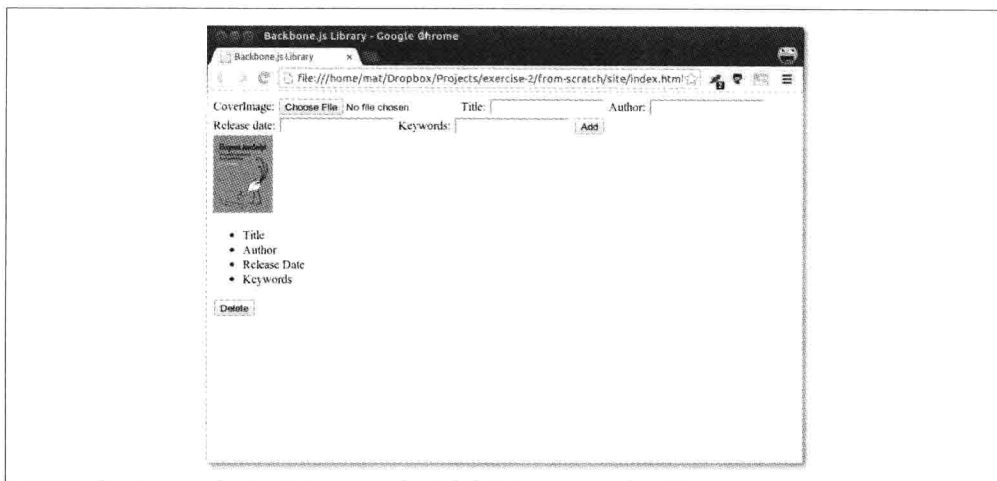 Backbone.js Library - Google Chrome
Backbone.js Library ×
file:///home/mat/Dropbox/Projects/exercise-2/from-scratch/site/index.html
CoverImage: Choose File No file chosen Title: Author:
Release date: Keywords: Add
• Title
• Author
• Release Date
• Keywords
Delete